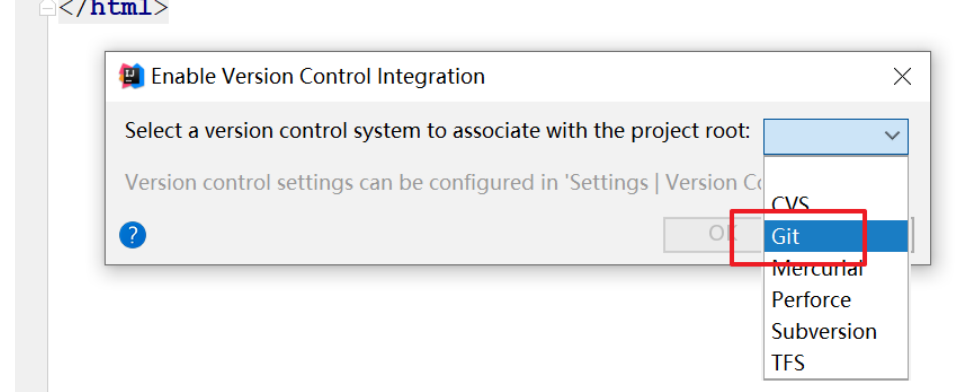 </html>
Enable Version Control Integration
Select a version control system to associate with the project root:
Version control settings can be configured in 'Settings | Version Co
OK
CVS
Git
Mercurial
Perforce
Subversion
TFS